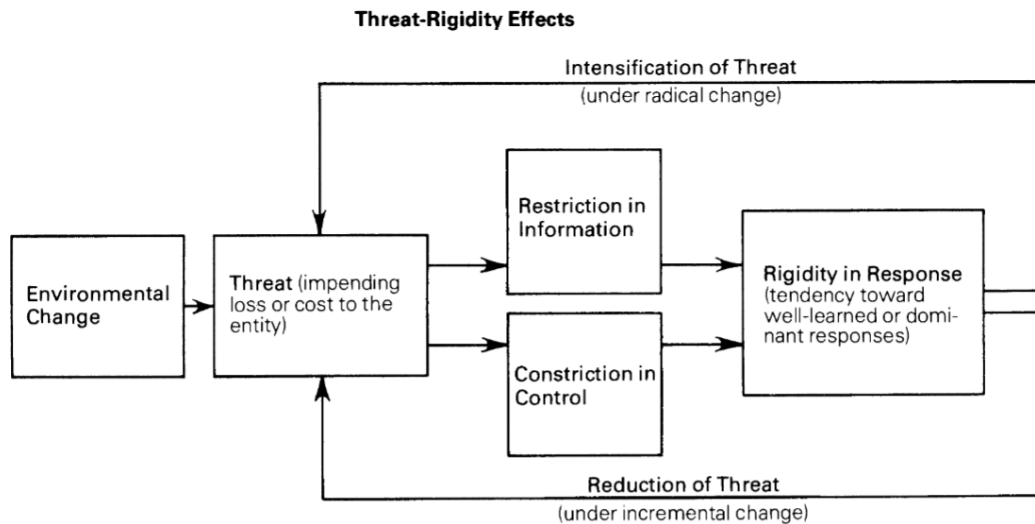 Threat-Rigidity Effects
Intensification of Threat
(under radical change)
Environmental
Change
Threat (impending
loss or cost to the
entity)
Restriction in
Information
Constriction in
Control
Rigidity in Response
(tendency toward
well-learned or domi-
nant responses)
Reduction of Threat
(under incremental change)